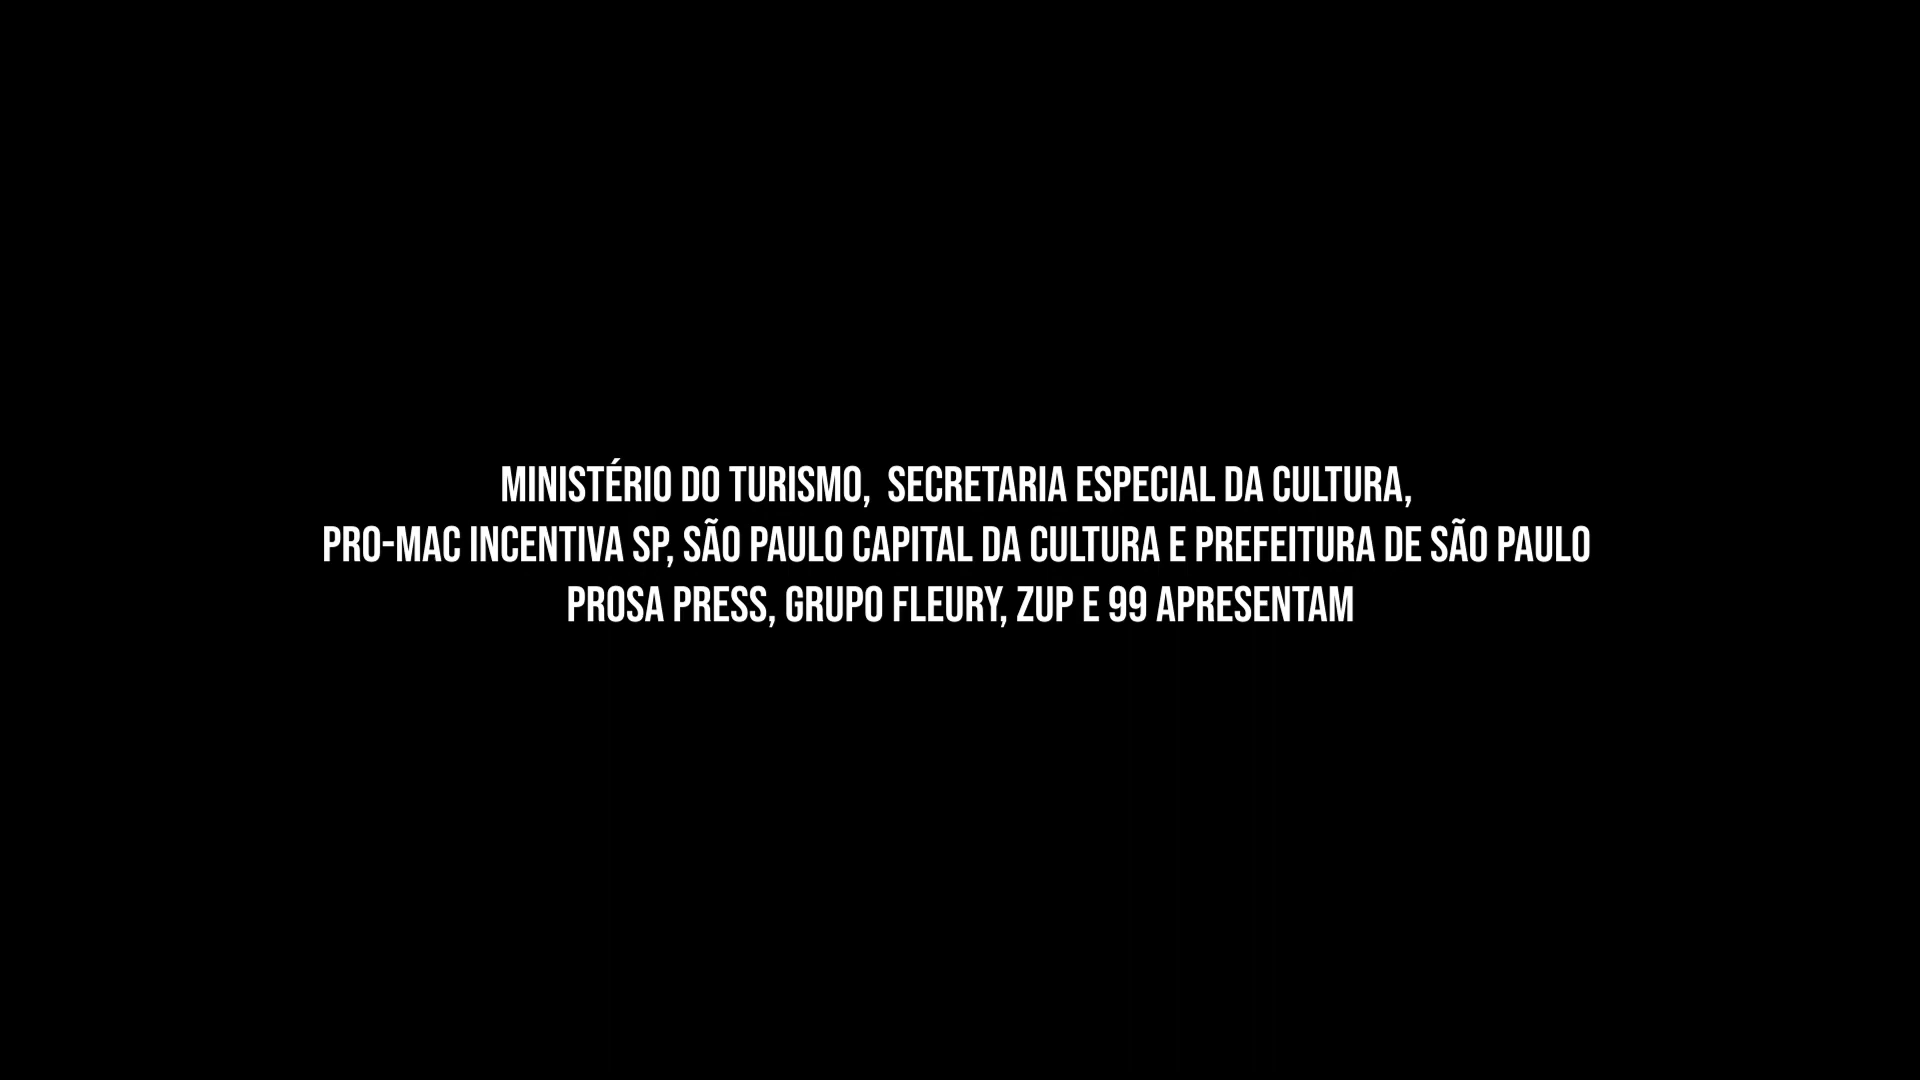 MINISTÉRIO DO TURISMO, SECRETARIA ESPECIAL DA CULTURA,
PRO-MAC INCENTIVA SP, SÃO PAULO CAPITAL DA CULTURA E PREFEITURA DE SÃO PAULO
PROSA PRESS, GRUPO FLEURY, ZUP E 99 APRESENTAM